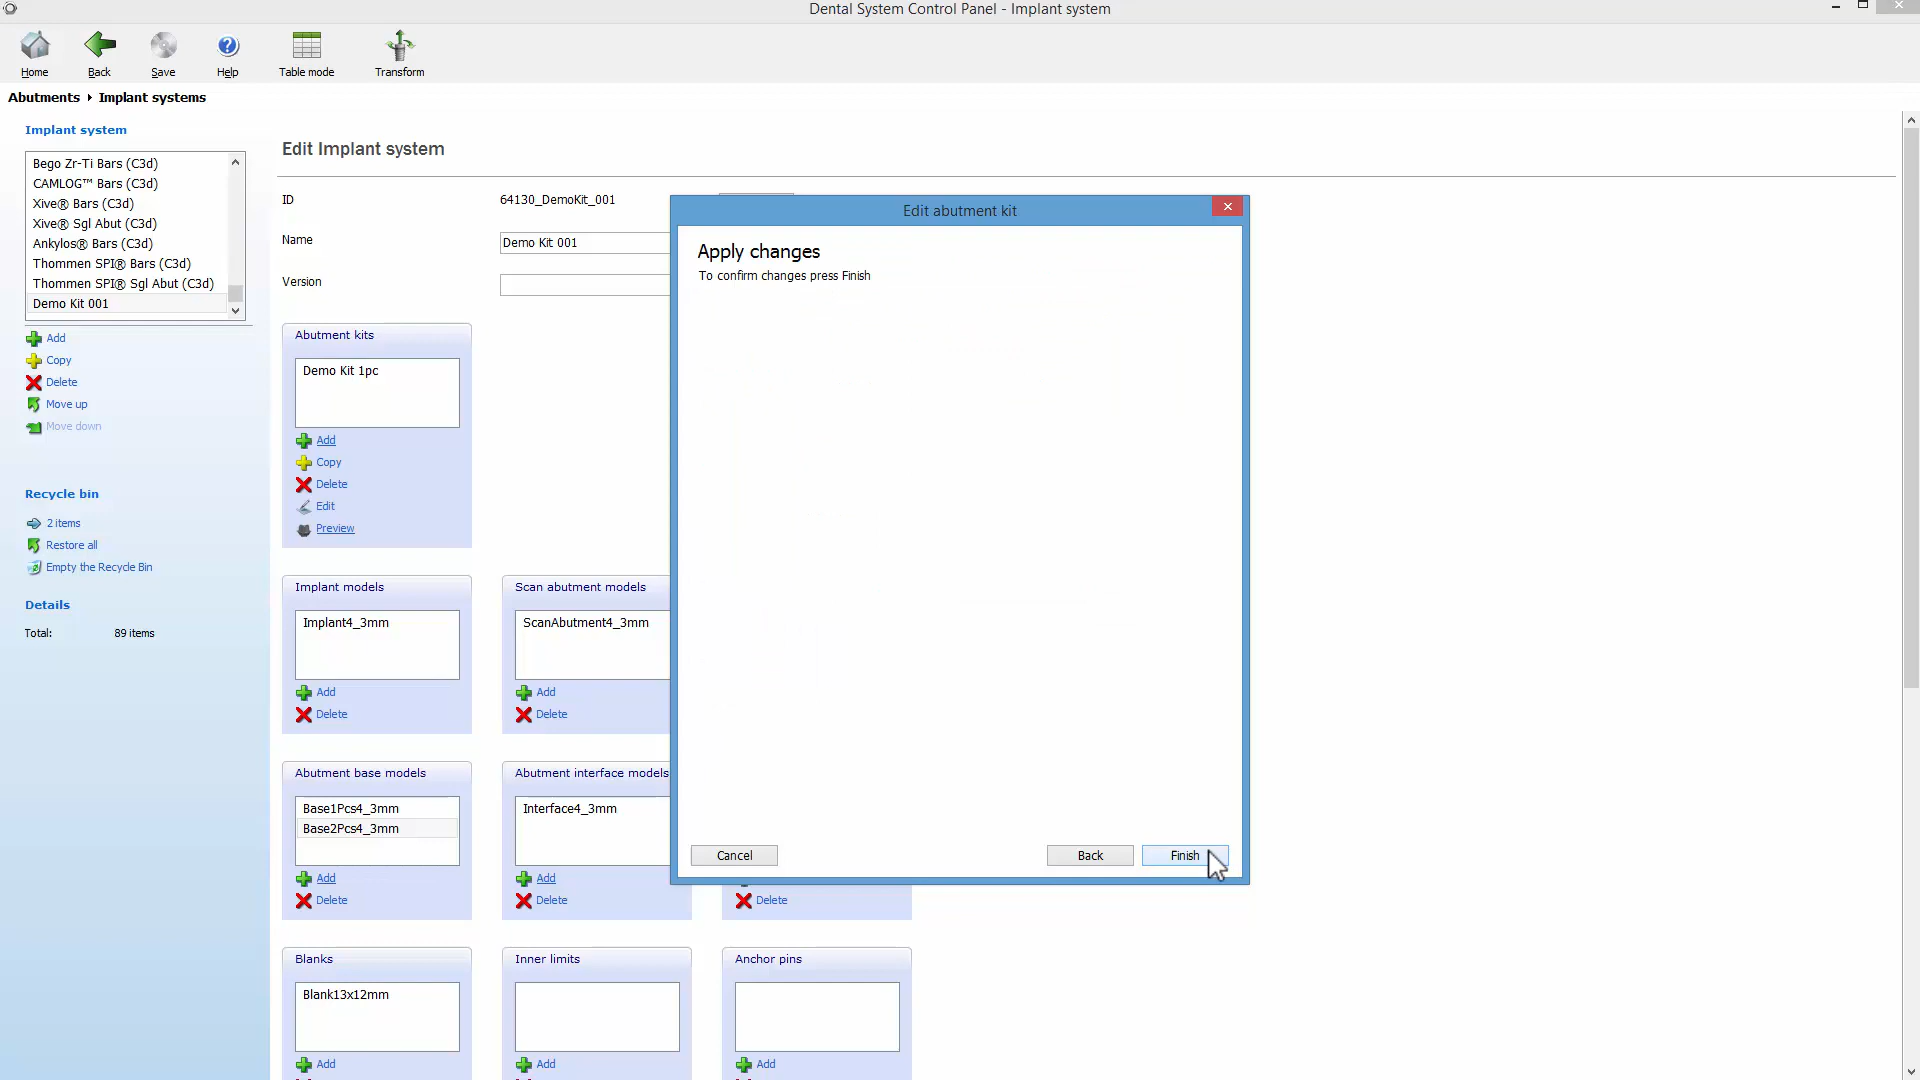 Dental System Control Panel - Implant system
Home
Back
Save
Help
Table mode
Transform
Abutments
Implant systems
Implant system
Bego Zr-Ti Bars (C3d)
CAMLOG™ Bars (C3d)
Xive® Bars (C3d)
Xive® Sgl Abut (C3d)
Ankylos® Bars (C3d)
Thommen SPI® Bars (C3d)
Thommen SPI® Sgl Abut (C3d)
Demo Kit 001
Add
Copy
Delete
Move up
Move down
Recycle bin
2 items
Restore all
Empty the Recycle Bin
Details
Total: 89 items
Edit Implant system
ID 64130_DemoKit_001
Name Demo Kit 001
Version
Abutment kits
Demo Kit 1pc
Add
Copy
Delete
Edit
Preview
Implant models
Implant4_3mm
Add
Delete
Scan abutment models
ScanAbutment4_3mm
Add
Delete
Abutment base models
Base1Pcs4_3mm
Base2Pcs4_3mm
Add
Delete
Abutment interface models
Interface4_3mm
Add
Delete
Delete
Blanks
Blank13x12mm
Add
Inner limits
Add
Anchor pins
Add
Edit abutment kit
Apply changes
To confirm changes press Finish
Cancel
Back
Finish